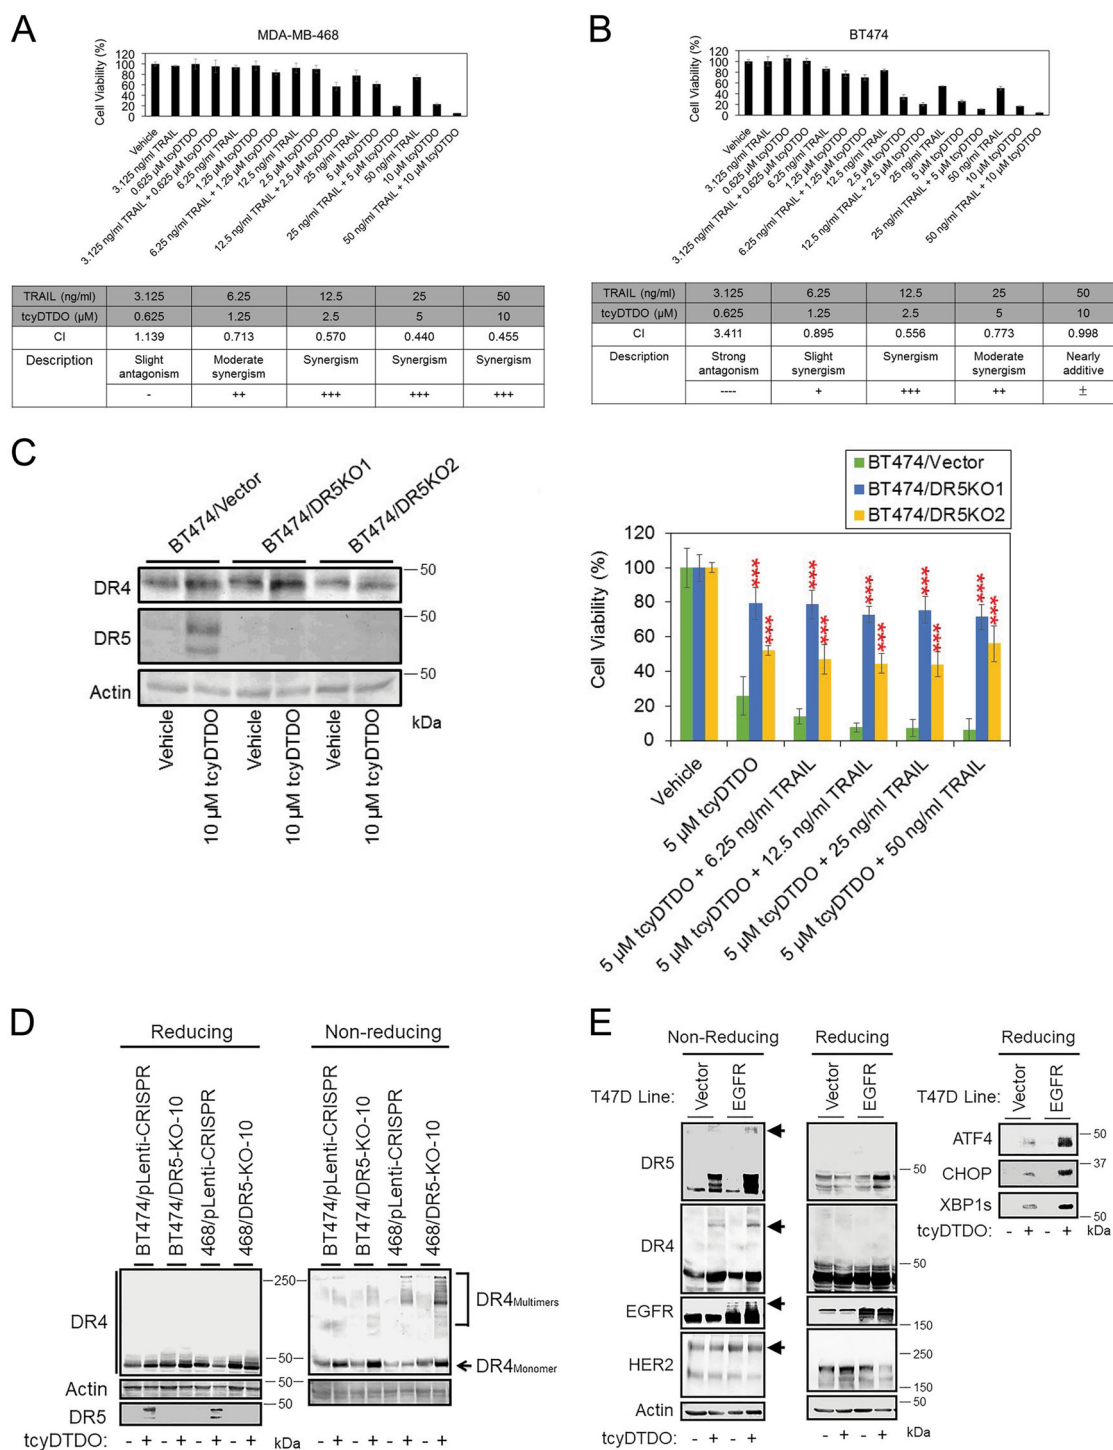 A
MDA-MB-468
Cell Viability (%)
120
100
80
60
40
20
0
Vehicle
3.125 ng/ml TRAIL
0.625 µM tcyDTDO
3.125 ng/ml TRAIL + 0.625 µM tcyDTDO
6.25 ng/ml TRAIL
1.25 µM tcyDTDO
6.25 ng/ml TRAIL + 1.25 µM tcyDTDO
12.5 ng/ml TRAIL
2.5 µM tcyDTDO
12.5 ng/ml TRAIL + 2.5 µM tcyDTDO
25 ng/ml TRAIL
5 µM tcyDTDO
25 ng/ml TRAIL + 5 µM tcyDTDO
50 ng/ml TRAIL
10 µM tcyDTDO
50 ng/ml TRAIL + 10 µM tcyDTDO
TRAIL (ng/ml) 3.125 6.25 12.5 25 50
tcyDTDO (µM) 0.625 1.25 2.5 5 10
CI 1.139 0.713 0.570 0.440 0.455
Description Slight antagonism Moderate synergism Synergism Synergism Synergism
- ++ +++ +++ +++
B
BT474
Cell Viability (%)
120
100
80
60
40
20
0
Vehicle
3.125 ng/ml TRAIL
0.625 µM tcyDTDO
3.125 ng/ml TRAIL + 0.625 µM tcyDTDO
6.25 ng/ml TRAIL
1.25 µM tcyDTDO
6.25 ng/ml TRAIL + 1.25 µM tcyDTDO
12.5 ng/ml TRAIL
2.5 µM tcyDTDO
12.5 ng/ml TRAIL + 2.5 µM tcyDTDO
25 ng/ml TRAIL
5 µM tcyDTDO
25 ng/ml TRAIL + 5 µM tcyDTDO
50 ng/ml TRAIL
10 µM tcyDTDO
50 ng/ml TRAIL + 10 µM tcyDTDO
TRAIL (ng/ml) 3.125 6.25 12.5 25 50
tcyDTDO (µM) 0.625 1.25 2.5 5 10
CI 3.411 0.895 0.556 0.773 0.998
Description Strong antagonism Slight synergism Synergism Moderate synergism Nearly additive
---- + +++ ++ ±
C
BT474/Vector
BT474/DR5KO1
BT474/DR5KO2
DR4
50
DR5
50
Actin
50
kDa
Vehicle
10 µM tcyDTDO
Vehicle
10 µM tcyDTDO
Vehicle
10 µM tcyDTDO
BT474/Vector
BT474/DR5KO1
BT474/DR5KO2
Cell Viability (%)
120
100
80
60
40
20
0
*** *** *** *** *** *** *** *** *** ***
Vehicle
5 µM tcyDTDO
5 µM tcyDTDO + 6.25 ng/ml TRAIL
5 µM tcyDTDO + 12.5 ng/ml TRAIL
5 µM tcyDTDO + 25 ng/ml TRAIL
5 µM tcyDTDO + 50 ng/ml TRAIL
D
Reducing
Non-reducing
BT474/pLenti-CRISPR
BT474/DR5-KO-10
468/pLenti-CRISPR
468/DR5-KO-10
BT474/pLenti-CRISPR
BT474/DR5-KO-10
468/pLenti-CRISPR
468/DR5-KO-10
DR4
250
50
DR4Multimers
DR4Monomer
Actin
50
50
DR5
tcyDTDO: - + - + - + - + kDa - + - + - + - +
E
Non-Reducing
Reducing
Reducing
T47D Line: Vector EGFR
Vector EGFR
T47D Line: Vector EGFR
DR5
50
DR4
50
EGFR
150
HER2
250
150
Actin
50
tcyDTDO: - + - + - + - + kDa
ATF4
50
37
CHOP
XBP1s
50
tcyDTDO: - + - + kDa